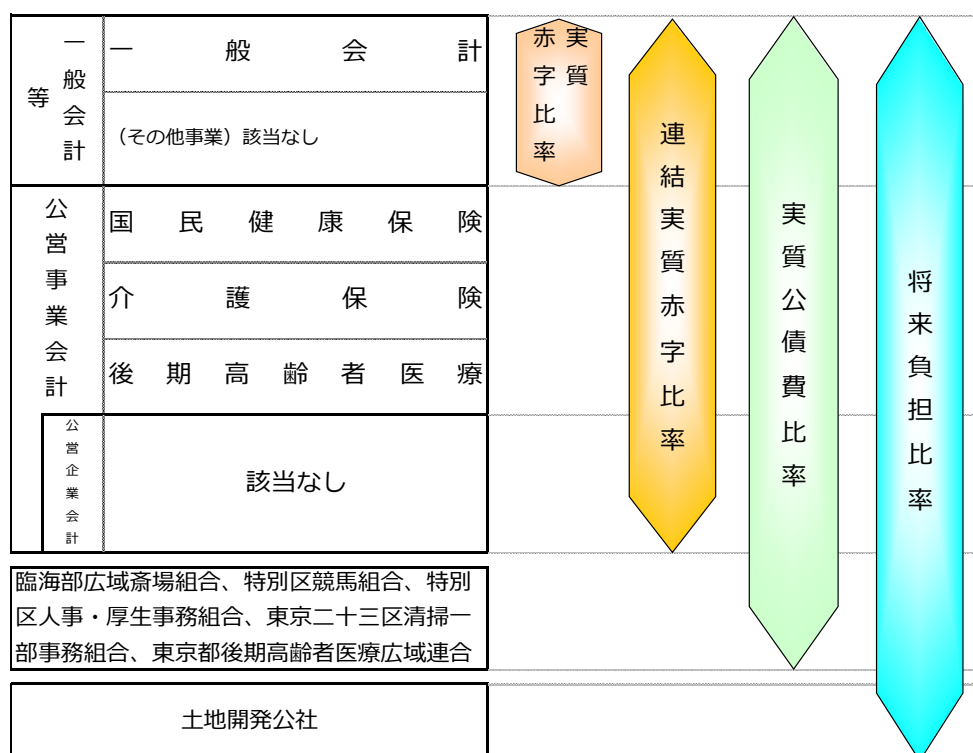 一般会計等
一般会計
（その他事業）該当なし
公営事業会計
国民健康保険
介護保険
後期高齢者医療
公営企業会計
該当なし
臨海部広域斎場組合、特別区競馬組合、特別
区人事・厚生事務組合、東京二十三区清掃一
部事務組合、東京都後期高齢者医療広域連合
土地開発公社
実質
赤字比率
連結実質赤字比率
実質公債費比率
将来負担比率